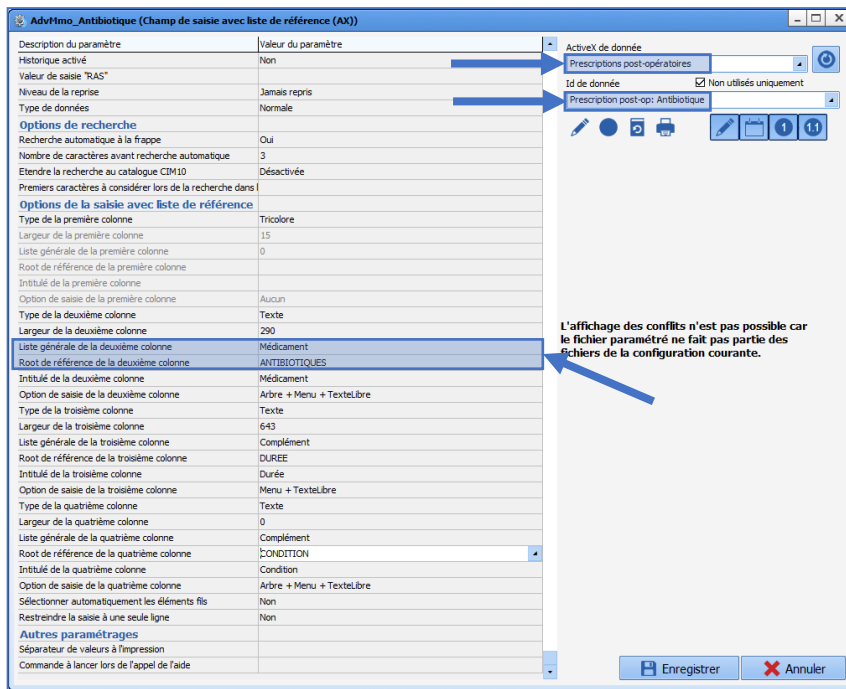 AdvMmo_Antibiotique (Champ de saisie avec liste de référence (AX))
Description du paramètre Valeur du paramètre
Historique activé Non
Valeur de saisie "RAS"
Niveau de la reprise Jamais repris
Type de données Normale
Options de recherche
Recherche automatique à la frappe Oui
Nombre de caractères avant recherche automatique 3
Etendre la recherche au catalogue CIM10 Désactivée
Premiers caractères à considérer lors de la recherche dans l
Options de la saisie avec liste de référence
Type de la première colonne Tricolore
Largeur de la première colonne 15
Liste générale de la première colonne 0
Root de référence de la première colonne
Intitulé de la première colonne
Option de saisie de la première colonne Aucun
Type de la deuxième colonne Texte
Largeur de la deuxième colonne 290
Liste générale de la deuxième colonne Médicament
Root de référence de la deuxième colonne ANTIBIOTIQUES
Intitulé de la deuxième colonne Médicament
Option de saisie de la deuxième colonne Arbre + Menu + TexteLibre
Type de la troisième colonne Texte
Largeur de la troisième colonne 643
Liste générale de la troisième colonne Complément
Root de référence de la troisième colonne DUREE
Intitulé de la troisième colonne Durée
Option de saisie de la troisième colonne Menu + TexteLibre
Type de la quatrième colonne Texte
Largeur de la quatrième colonne 0
Liste générale de la quatrième colonne Complément
Root de référence de la quatrième colonne CONDITION
Intitulé de la quatrième colonne Condition
Option de saisie de la quatrième colonne Arbre + Menu + TexteLibre
Sélectionner automatiquement les éléments fils Non
Restreindre la saisie à une seule ligne Non
Autres paramétrages
Séparateur de valeurs à l'impression
Commande à lancer lors de l'appel de l'aide
ActiveX de donnée
Prescriptions post-opératoires
Id de donnée Non utilisés uniquement
Prescription post-op: Antibiotique
1 1.1
L'affichage des conflits n'est pas possible car
le fichier paramétré ne fait pas partie des
fichiers de la configuration courante.
Enregistrer Annuler